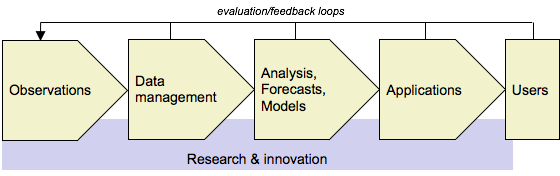 evaluation/feedback loops
Observations
Data
management
Analysis,
Forecasts,
Models
Applications
Users
Research & innovation